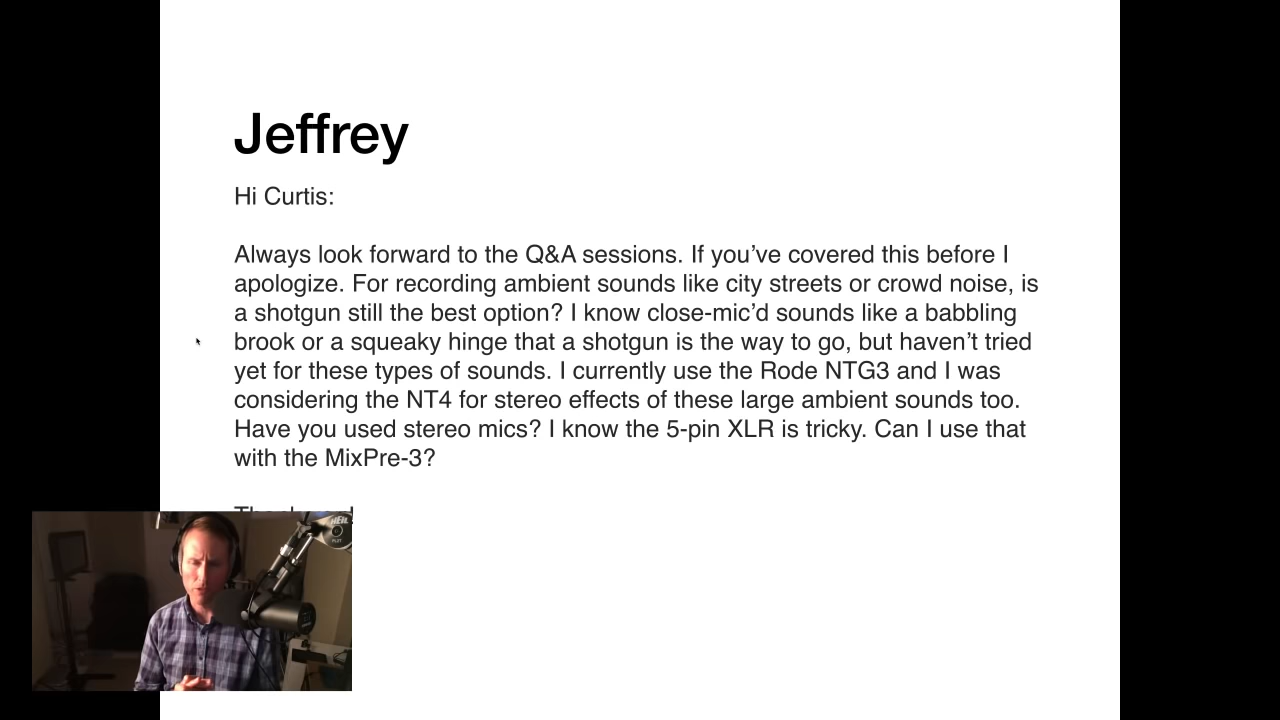 Jeffrey
Hi Curtis:
Always look forward to the Q&A sessions. If you’ve covered this before I
apologize. For recording ambient sounds like city streets or crowd noise, is
a shotgun still the best option? I know close-mic’d sounds like a babbling
brook or a squeaky hinge that a shotgun is the way to go, but haven’t tried
yet for these types of sounds. I currently use the Rode NTG3 and I was
considering the NT4 for stereo effects of these large ambient sounds too.
Have you used stereo mics? I know the 5-pin XLR is tricky. Can I use that
with the MixPre-3?
HEIL